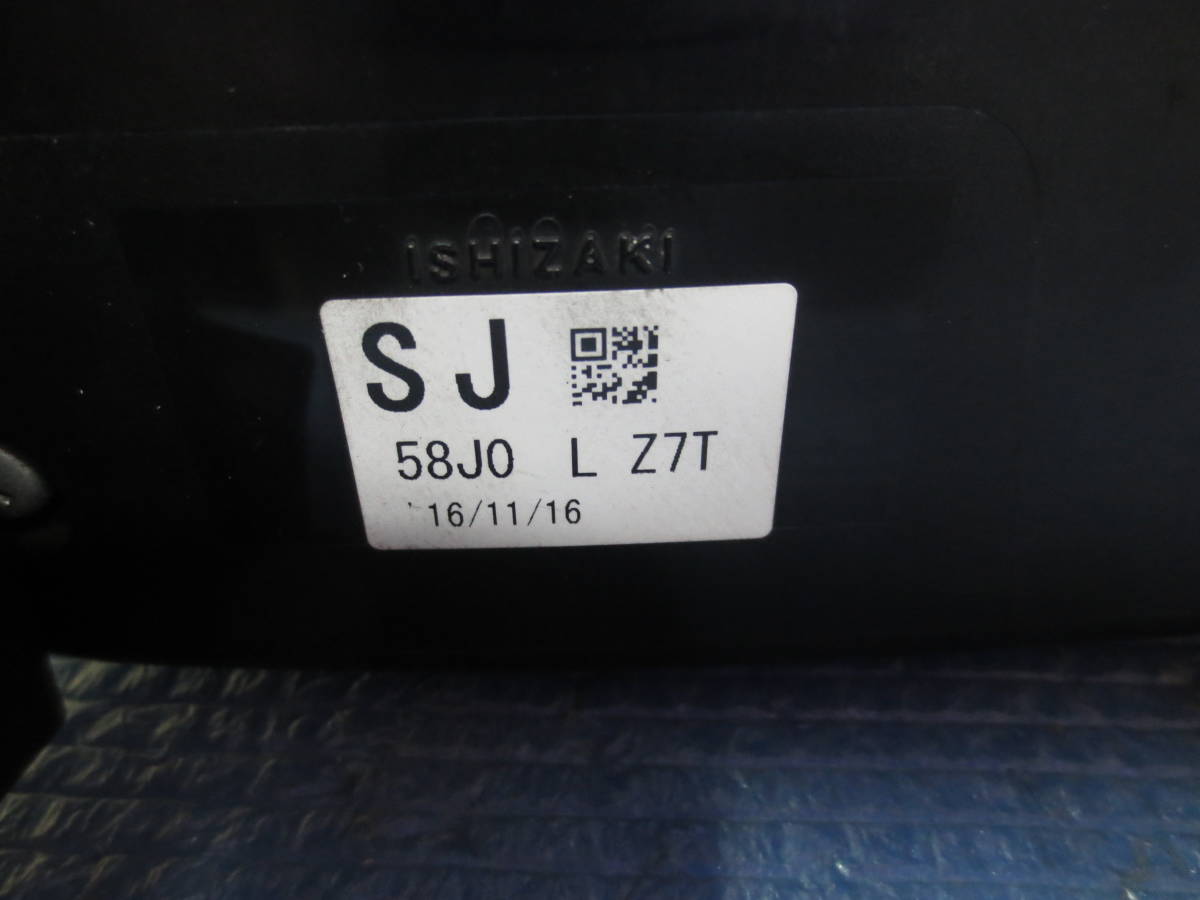 ISHIZAKI
SJ
58J0 L Z7T
'16/11/16